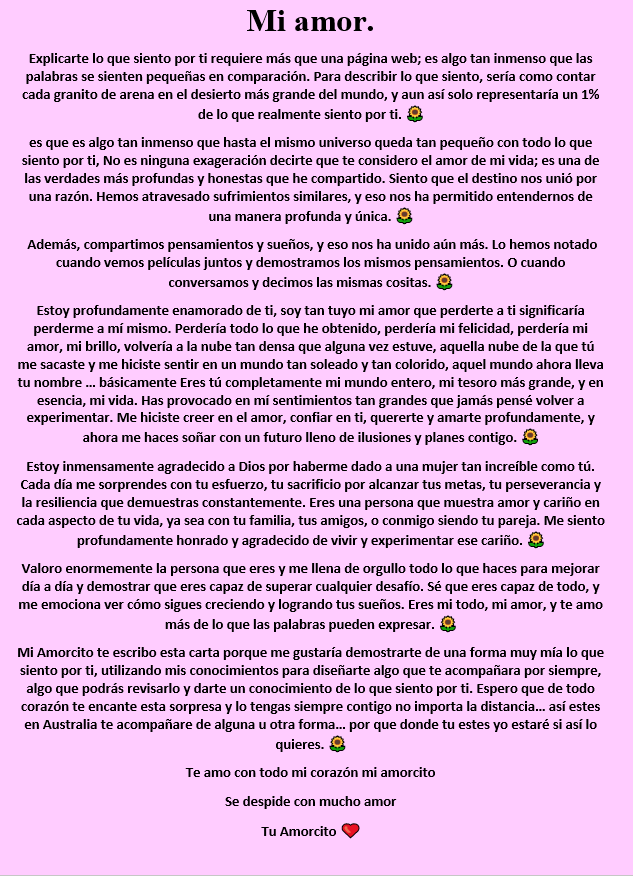 Mi amor.
Explicarte lo que siento por ti requiere más que una página web; es algo tan inmenso que las
palabras se sienten pequeñas en comparación. Para describir lo que siento, sería como contar
cada granito de arena en el desierto más grande del mundo, y aun así solo representaría un 1%
de lo que realmente siento por ti. 🌻
es que es algo tan inmenso que hasta el mismo universo queda tan pequeño con todo lo que
siento por ti, No es ninguna exageración decirte que te considero el amor de mi vida; es una de
las verdades más profundas y honestas que he compartido. Siento que el destino nos unió por
una razón. Hemos atravesado sufrimientos similares, y eso nos ha permitido entendernos de
una manera profunda y única. 🌻
Además, compartimos pensamientos y sueños, y eso nos ha unido aún más. Lo hemos notado
cuando vemos películas juntos y demostramos los mismos pensamientos. O cuando
conversamos y decimos las mismas cositas. 🌻
Estoy profundamente enamorado de ti, soy tan tuyo mi amor que perderte a ti significaría
perderme a mí mismo. Perdería todo lo que he obtenido, perdería mi felicidad, perdería mi
amor, mi brillo, volvería a la nube tan densa que alguna vez estuve, aquella nube de la que tú
me sacaste y me hiciste sentir en un mundo tan soleado y tan colorido, aquel mundo ahora lleva
tu nombre … básicamente Eres tú completamente mi mundo entero, mi tesoro más grande, y en
esencia, mi vida. Has provocado en mí sentimientos tan grandes que jamás pensé volver a
experimentar. Me hiciste creer en el amor, confiar en ti, quererte y amarte profundamente, y
ahora me haces soñar con un futuro lleno de ilusiones y planes contigo. 🌻
Estoy inmensamente agradecido a Dios por haberme dado a una mujer tan increíble como tú.
Cada día me sorprendes con tu esfuerzo, tu sacrificio por alcanzar tus metas, tu perseverancia y
la resiliencia que demuestras constantemente. Eres una persona que muestra amor y cariño en
cada aspecto de tu vida, ya sea con tu familia, tus amigos, o conmigo siendo tu pareja. Me siento
profundamente honrado y agradecido de vivir y experimentar ese cariño. 🌻
Valoro enormemente la persona que eres y me llena de orgullo todo lo que haces para mejorar
día a día y demostrar que eres capaz de superar cualquier desafío. Sé que eres capaz de todo, y
me emociona ver cómo sigues creciendo y logrando tus sueños. Eres mi todo, mi amor, y te amo
más de lo que las palabras pueden expresar. 🌻
Mi Amorcito te escribo esta carta porque me gustaría demostrarte de una forma muy mía lo que
siento por ti, utilizando mis conocimientos para diseñarte algo que te acompañara por siempre,
algo que podrás revisarlo y darte un conocimiento de lo que siento por ti. Espero que de todo
corazón te encante esta sorpresa y lo tengas siempre contigo no importa la distancia… así estes
en Australia te acompañare de alguna u otra forma… por que donde tu estes yo estaré si así lo
quieres. 🌻
Te amo con todo mi corazón mi amorcito
Se despide con mucho amor
Tu Amorcito ❤️